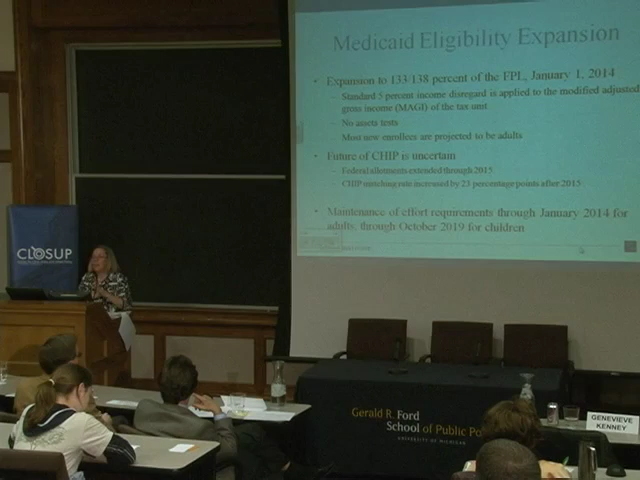 Medicaid Eligibility Expansion
• Expansion to 133/138 percent of the FPL, January 1, 2014
– Standard 5 percent income disregard is applied to the modified adjusted
gross income (MAGI) of the tax unit
– No assets tests
– Most new enrollees are projected to be adults
• Future of CHIP is uncertain
– Federal allotments extended through 2015
– CHIP matching rate increased by 23 percentage points after 2015
• Maintenance of effort requirements through January 2014 for
adults, through October 2019 for children
CLOSUP
Gerald R. Ford
School of Public Po
UNIVERSITY OF MICHIGAN
GENEVIEVE
KENNEY